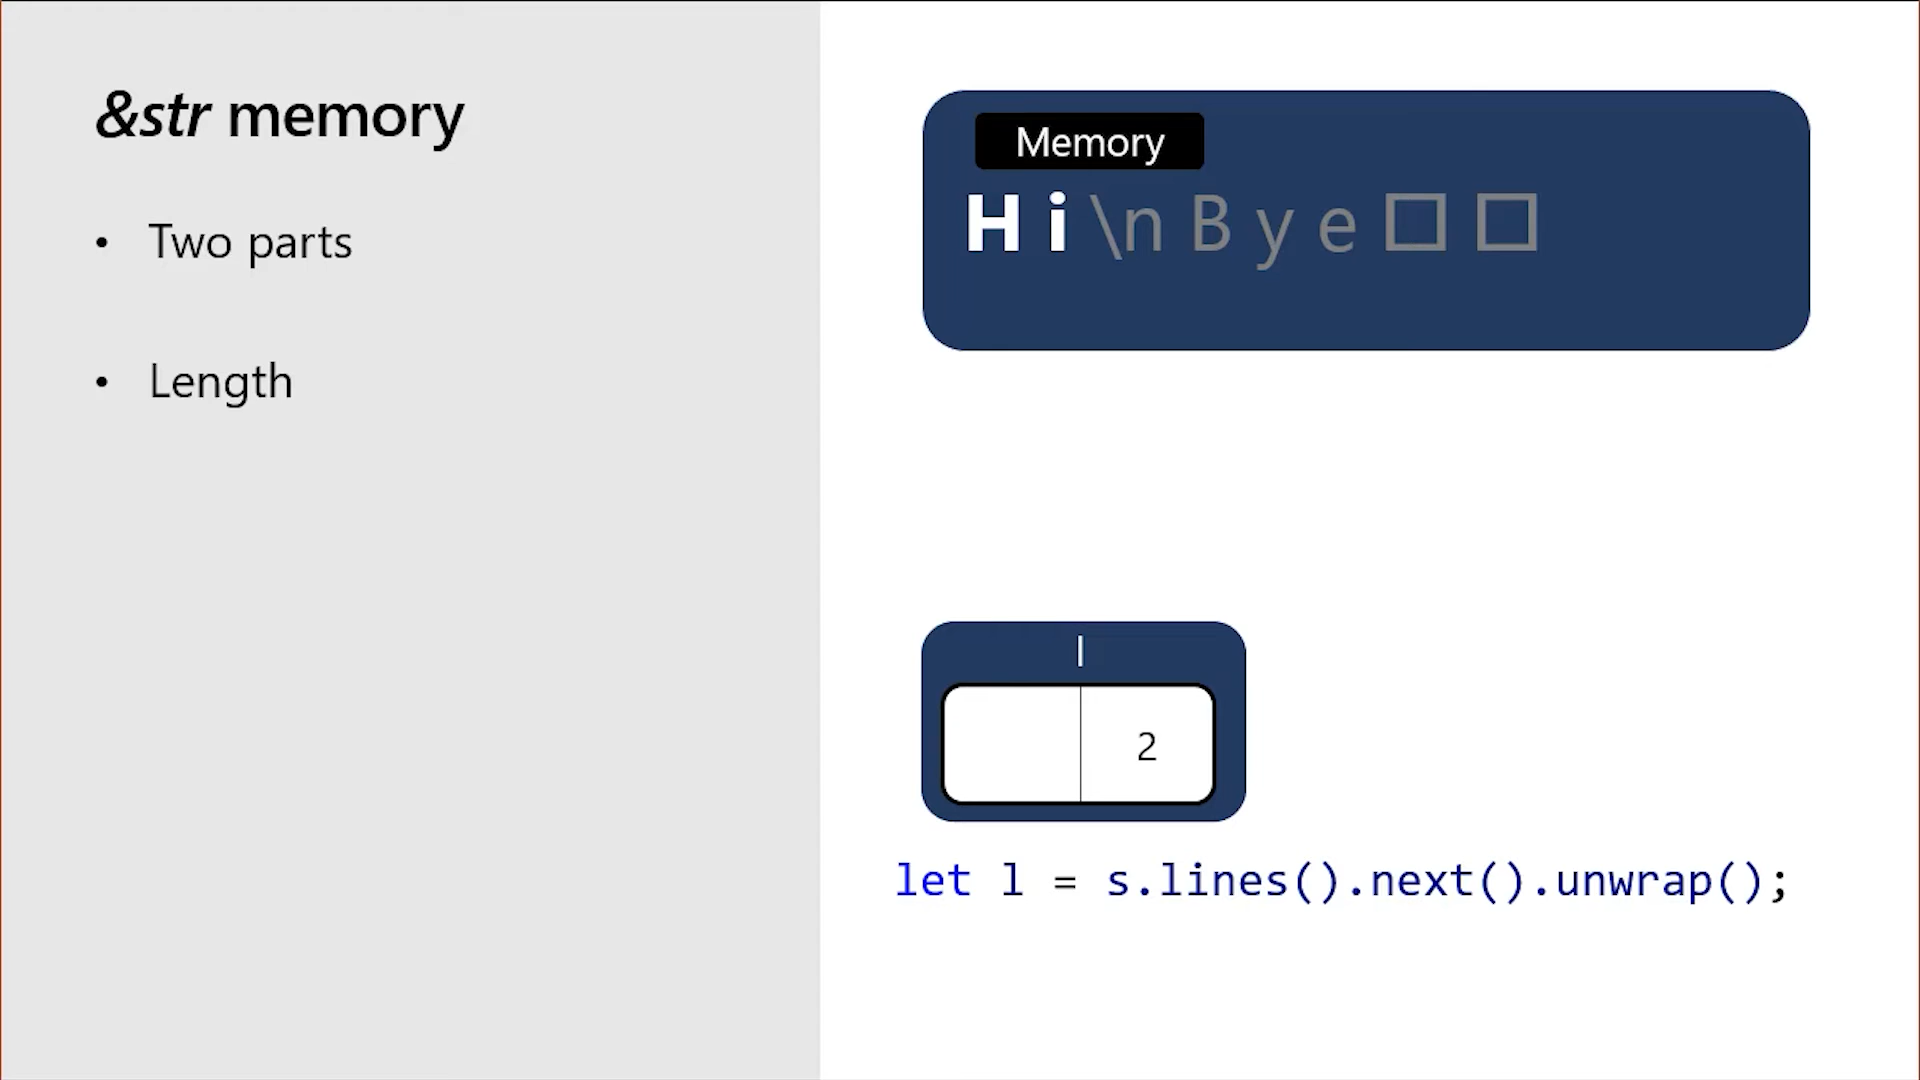 &str memory
• Two parts
• Length
Memory
H i \n B y e □ □
l
2
let l = s.lines().next().unwrap();